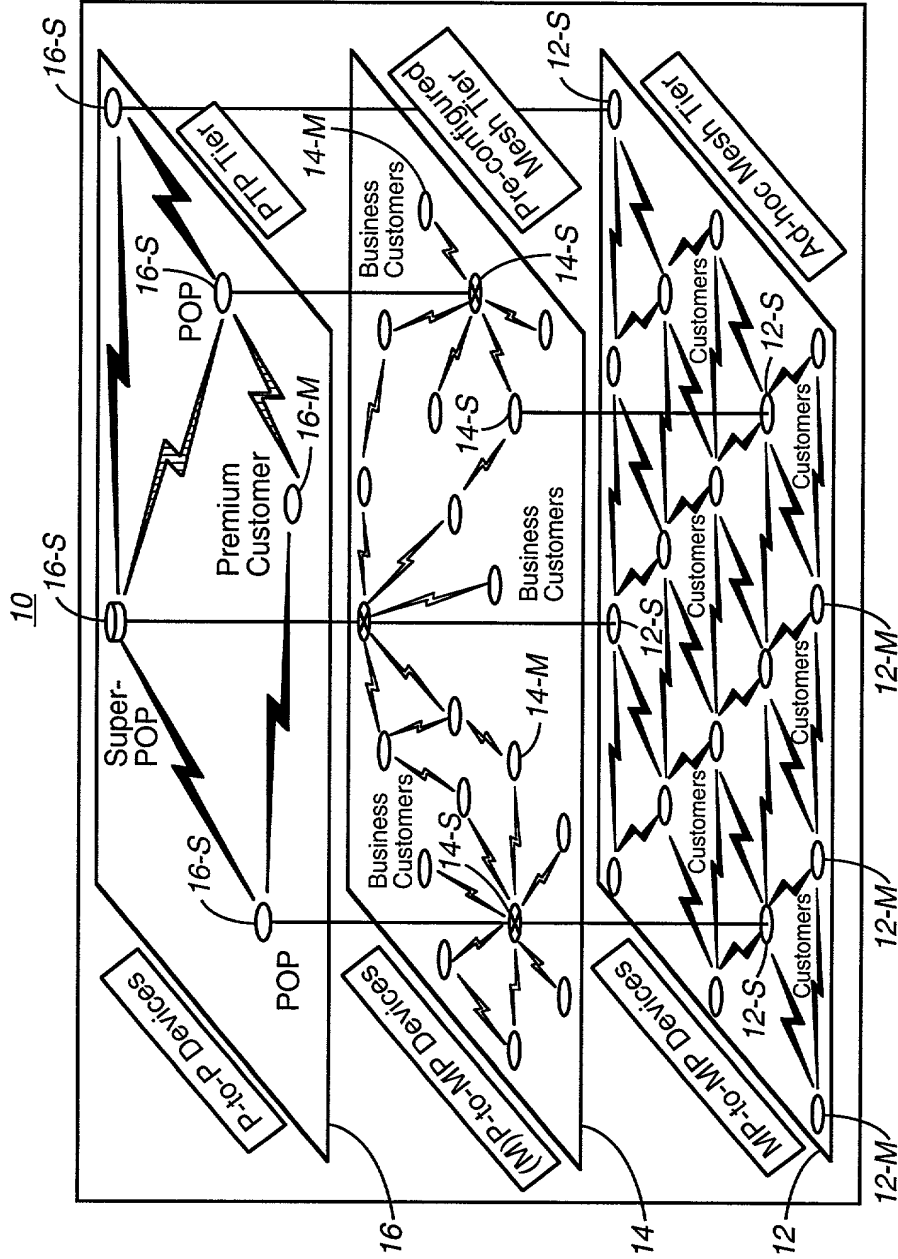 10
16-S
16-S
16-S
16-S
Super-
POP
POP
POP
Premium
Customer
16-M
P-to-P Devices
PTP Tier
16
14-M
Business
Customers
14-S
14-S
Business
Customers
14-M
Business
Customers
14-S
(M)P-to-MP Devices
Pre-configured
Mesh Tier
14
12-S
12-S
12-S
12-S
Customers
Customers
Customers
Customers
Customers
Customers
MP-to-MP Devices
Ad-hoc Mesh Tier
12
12-M
12-M
12-M